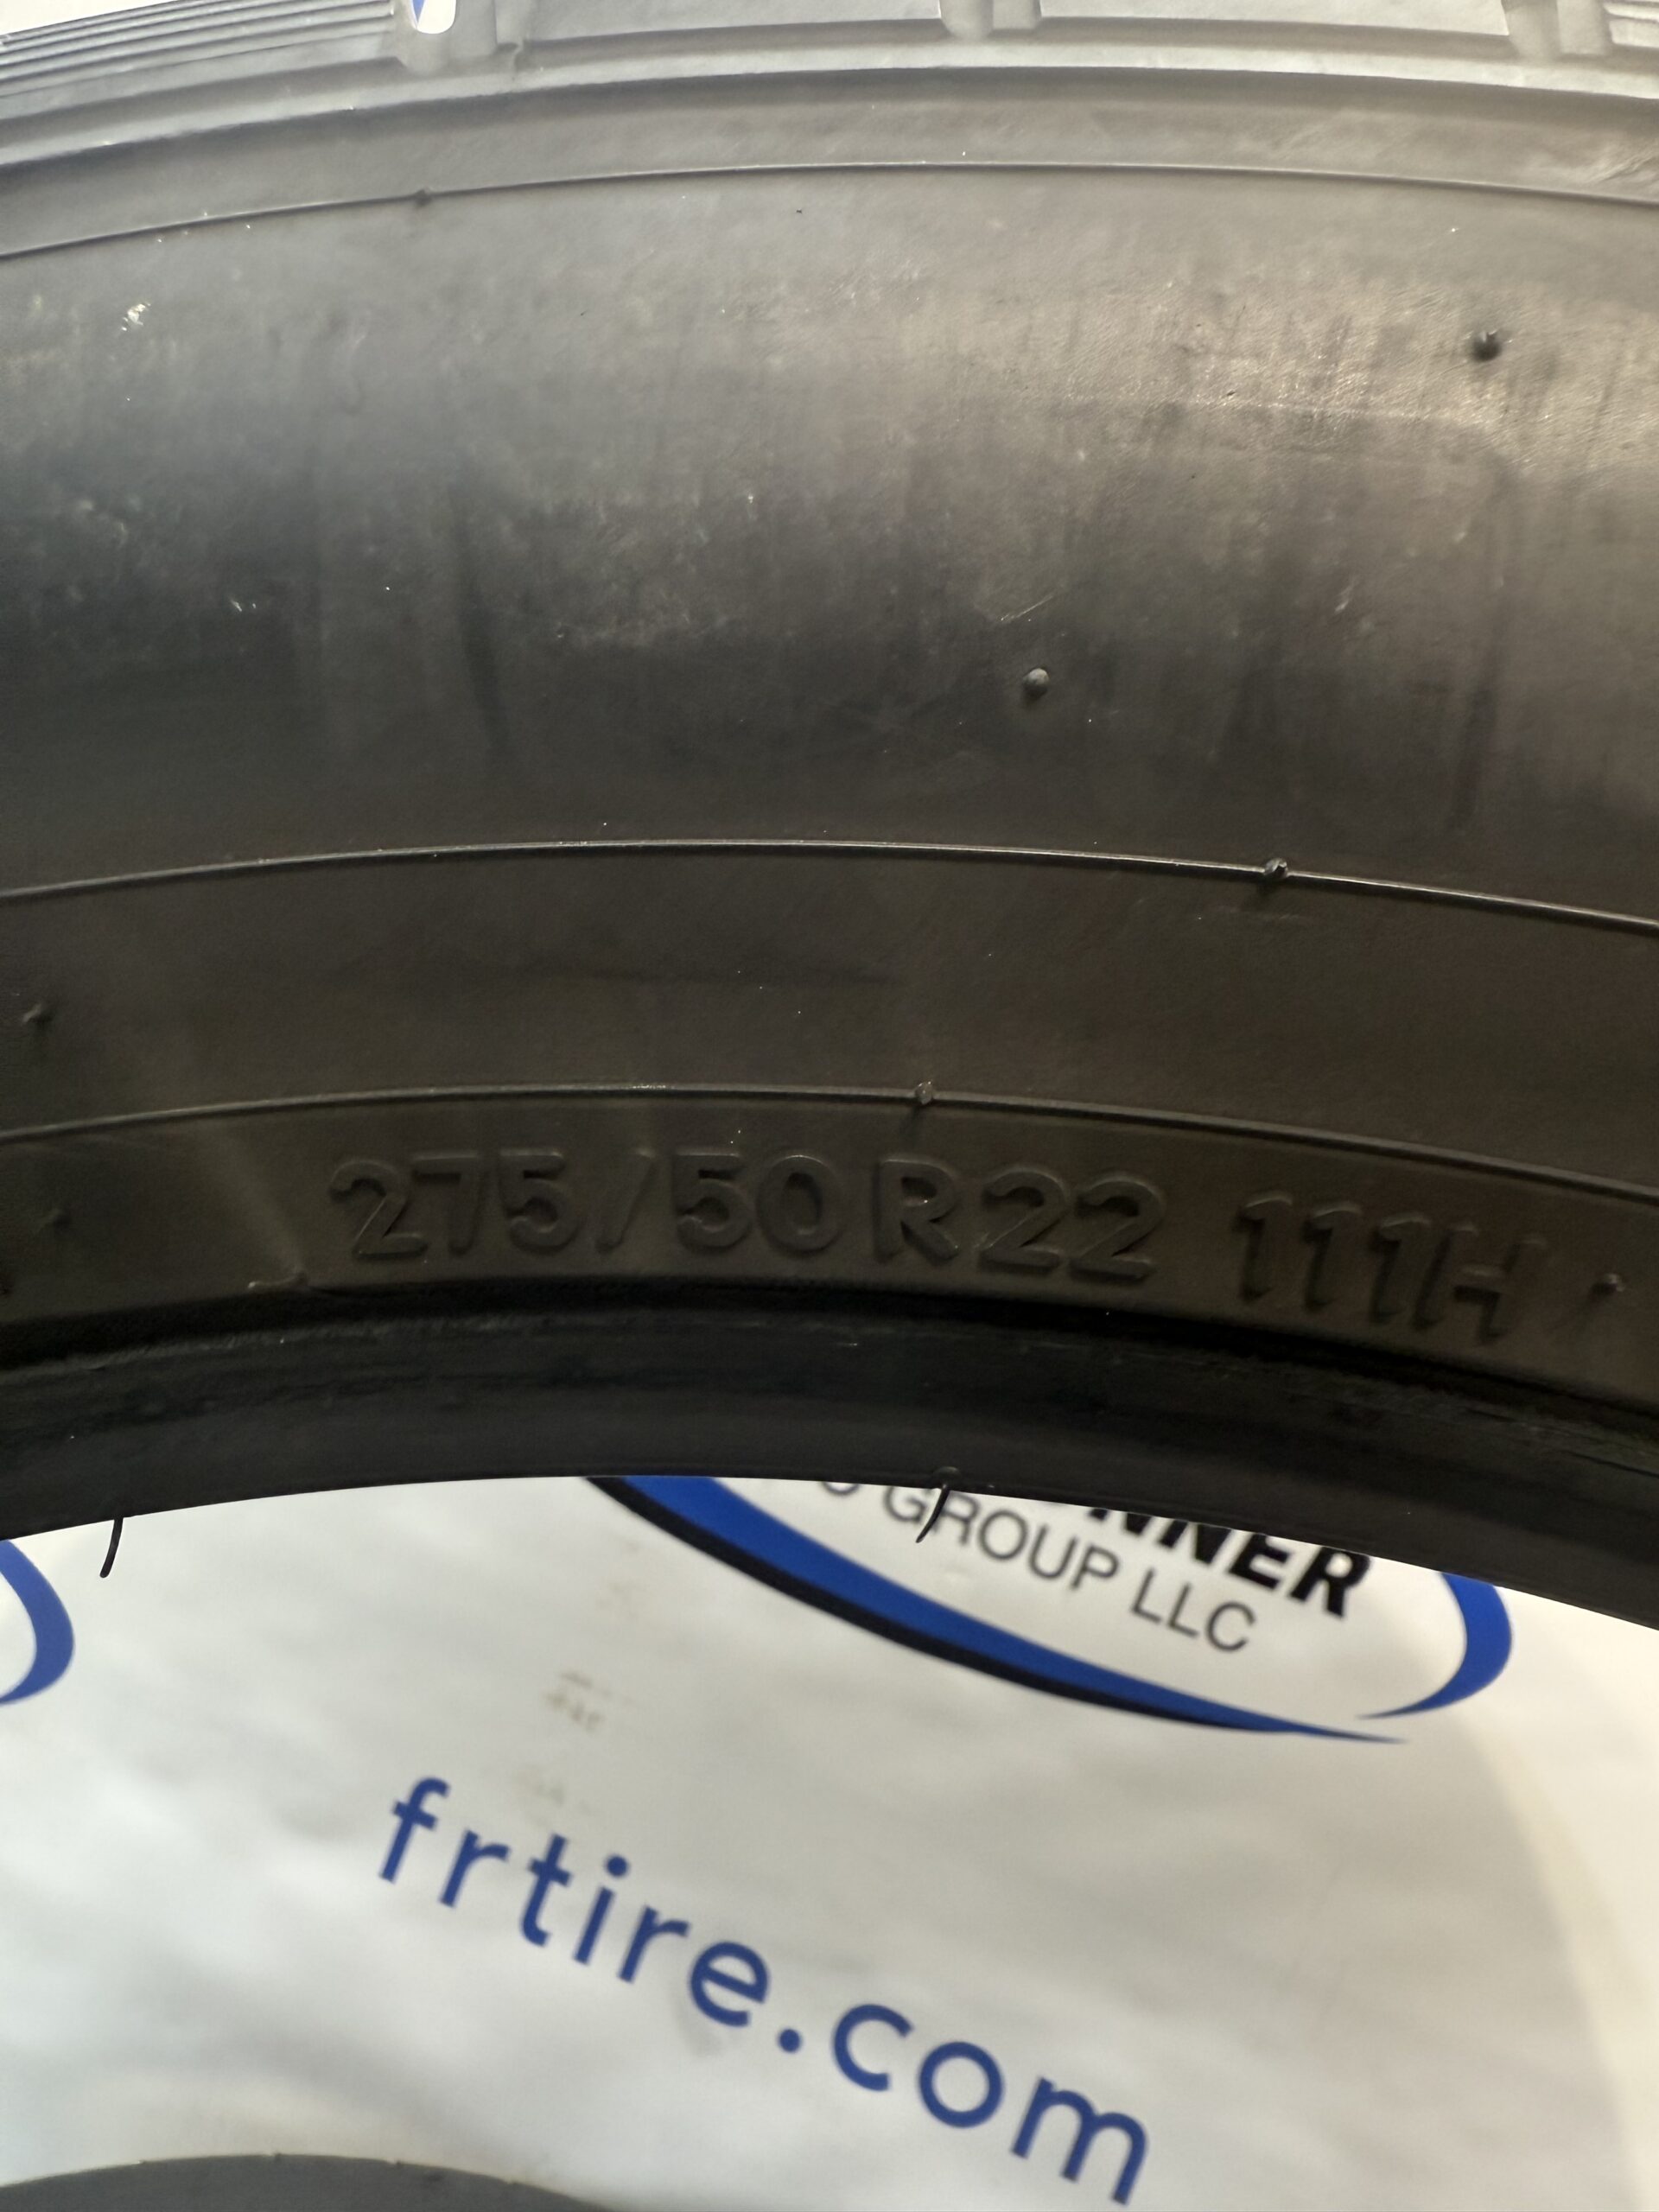 275/50R22 111H
GROUP LLC
frtire.com